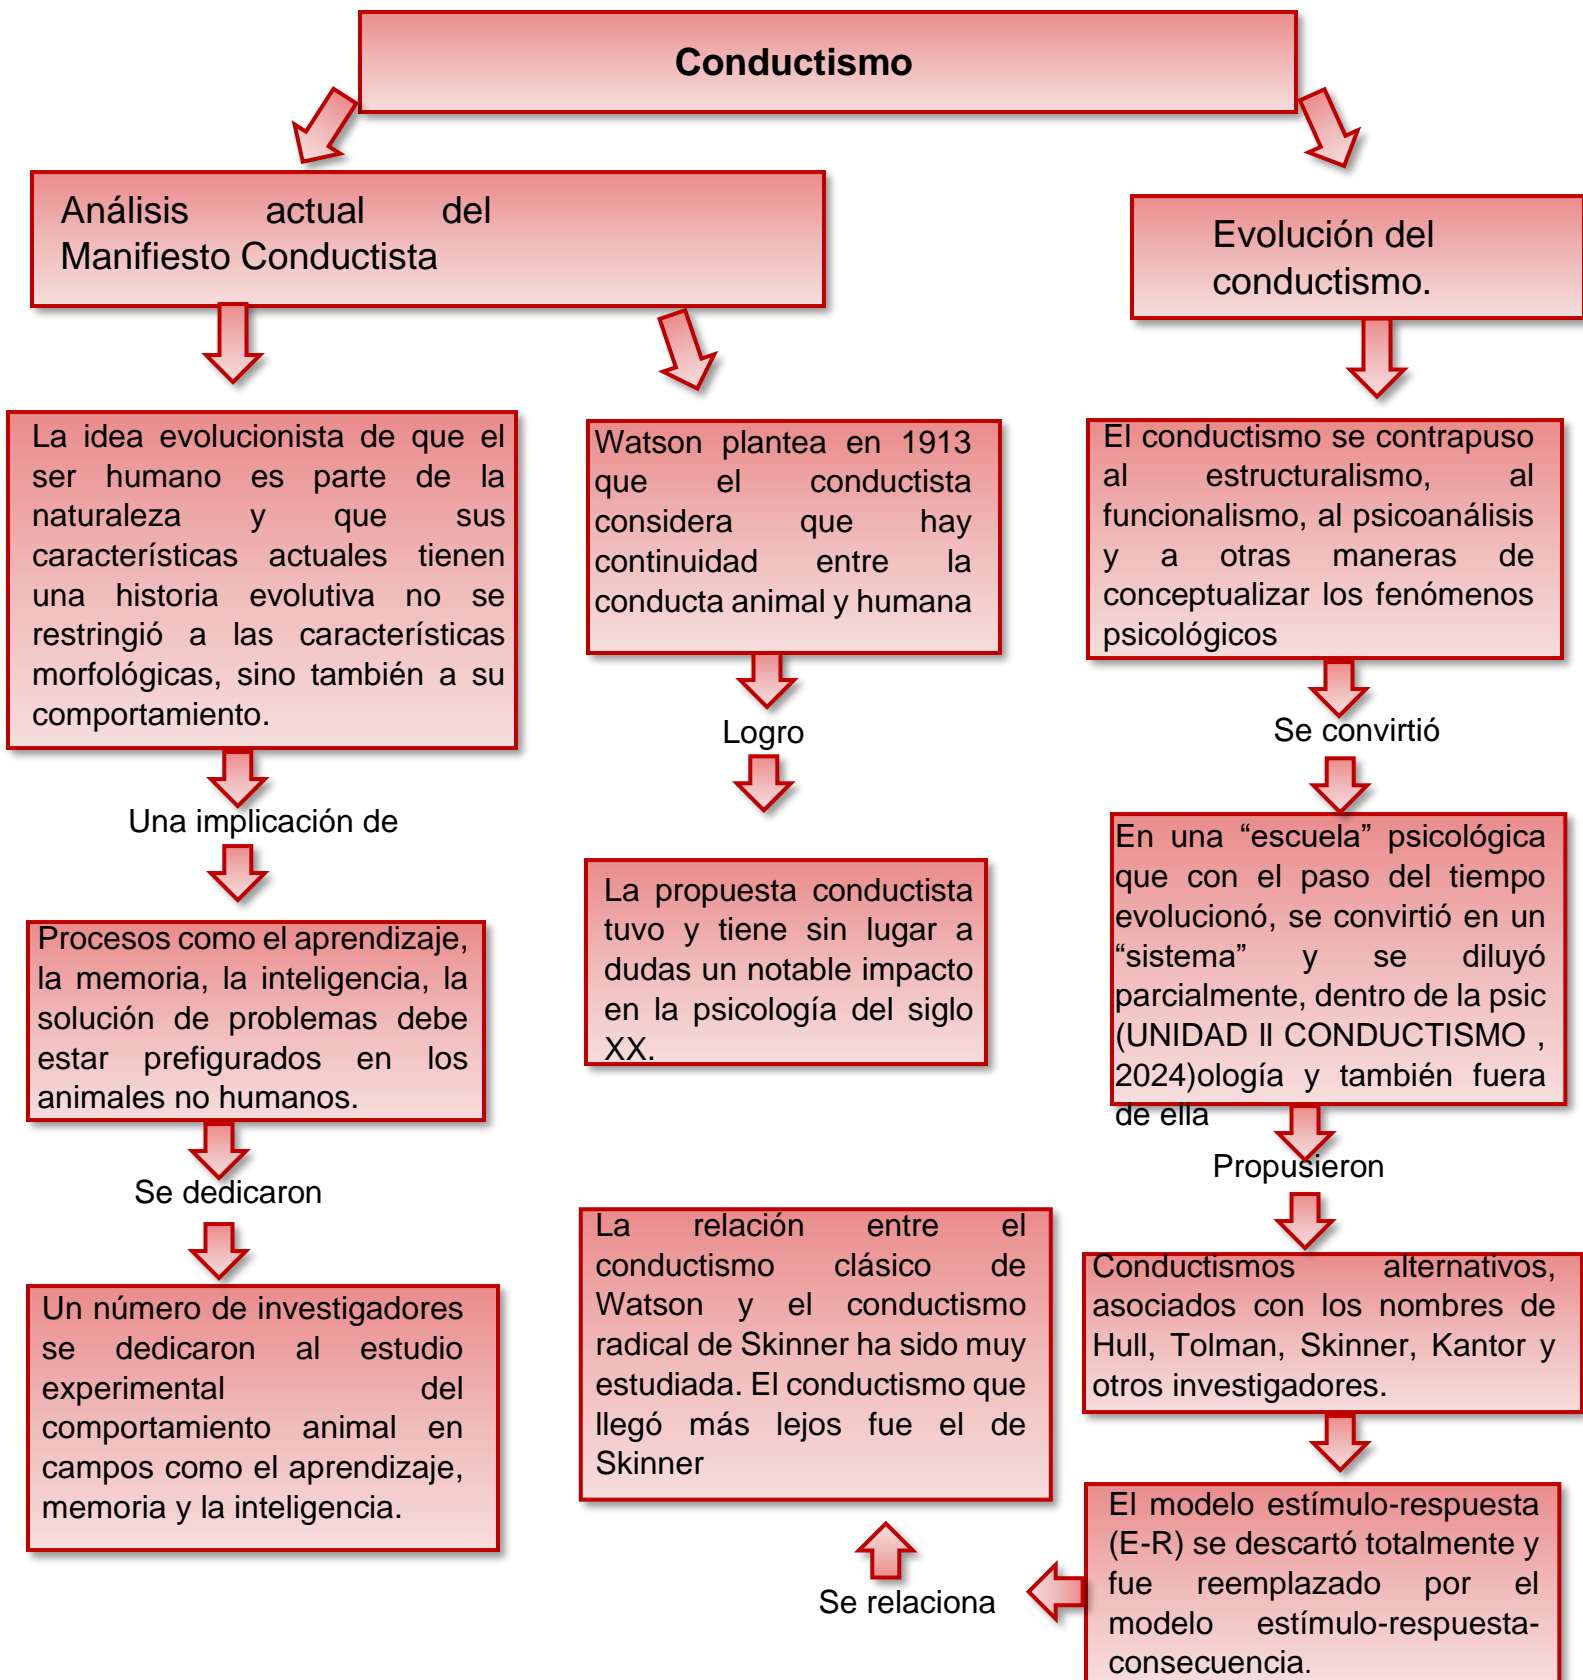 Conductismo
Análisis actual del
Manifiesto Conductista
Evolución del
conductismo.
La idea evolucionista de que el
ser humano es parte de la
naturaleza y que sus
características actuales tienen
una historia evolutiva no se
restringió a las características
morfológicas, sino también a su
comportamiento.
Una implicación de
Procesos como el aprendizaje,
la memoria, la inteligencia, la
solución de problemas debe
estar prefigurados en los
animales no humanos.
Se dedicaron
Un número de investigadores
se dedicaron al estudio
experimental del
comportamiento animal en
campos como el aprendizaje,
memoria y la inteligencia.
Watson plantea en 1913
que el conductista
considera que hay
continuidad entre la
conducta animal y humana
Logro
La propuesta conductista
tuvo y tiene sin lugar a
dudas un notable impacto
en la psicología del siglo
XX.
El conductismo se contrapuso
al estructuralismo, al
funcionalismo, al psicoanálisis
y a otras maneras de
conceptualizar los fenómenos
psicológicos
Se convirtió
En una “escuela” psicológica
que con el paso del tiempo
evolucionó, se convirtió en un
“sistema” y se diluyó
parcialmente, dentro de la psic
(UNIDAD II CONDUCTISMO ,
2024)ología y también fuera
de ella
Propusieron
Conductismos alternativos,
asociados con los nombres de
Hull, Tolman, Skinner, Kantor y
otros investigadores.
El modelo estímulo-respuesta
(E-R) se descartó totalmente y
fue reemplazado por el
modelo estímulo-respuesta-
consecuencia.
Se relaciona
La relación entre el
conductismo clásico de
Watson y el conductismo
radical de Skinner ha sido muy
estudiada. El conductismo que
llegó más lejos fue el de
Skinner